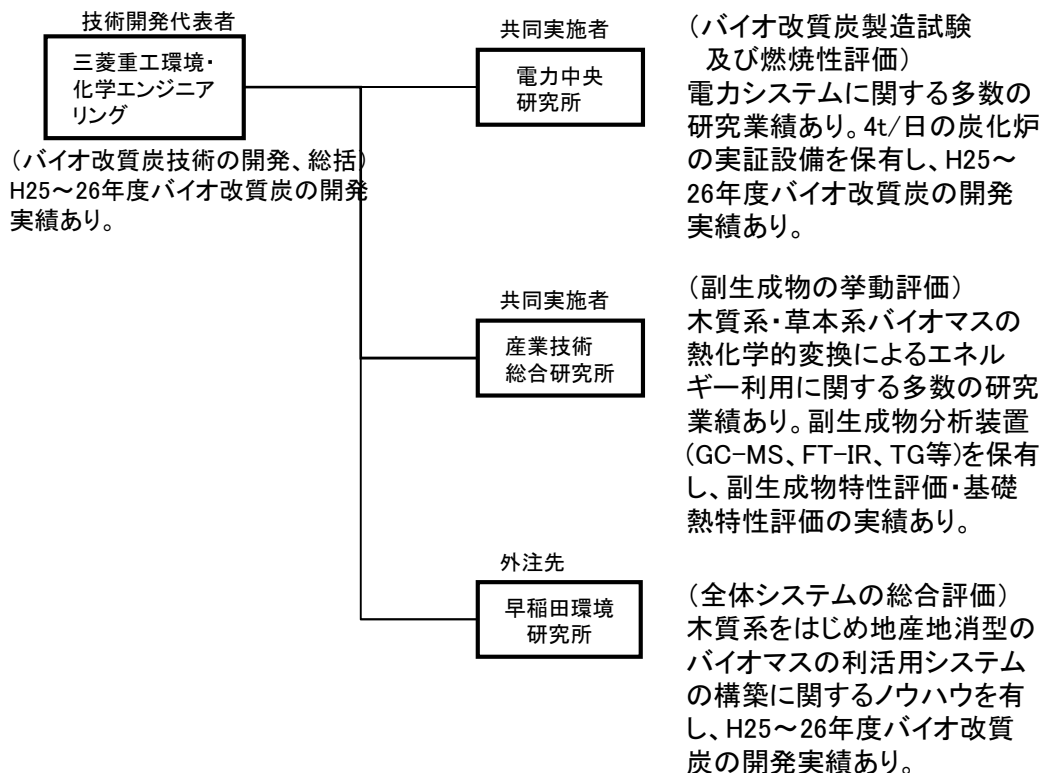 技術開発代表者
三菱重工環境・
化学エンジニア
リング
(バイオ改質炭技術の開発、総括)
H25~26年度バイオ改質炭の開発
実績あり。
共同実施者
電力中央
研究所
(バイオ改質炭製造試験
及び燃焼性評価)
電力システムに関する多数の
研究業績あり。4t/日の炭化炉
の実証設備を保有し、H25~
26年度バイオ改質炭の開発
実績あり。
共同実施者
産業技術
総合研究所
(副生成物の挙動評価)
木質系・草本系バイオマスの
熱化学的変換によるエネル
ギー利用に関する多数の研究
業績あり。副生成物分析装置
(GC-MS、FT-IR、TG等)を保有
し、副生成物特性評価・基礎
熱特性評価の実績あり。
外注先
早稲田環境
研究所
(全体システムの総合評価)
木質系をはじめ地産地消型の
バイオマスの利活用システム
の構築に関するノウハウを有
し、H25~26年度バイオ改質
炭の開発実績あり。